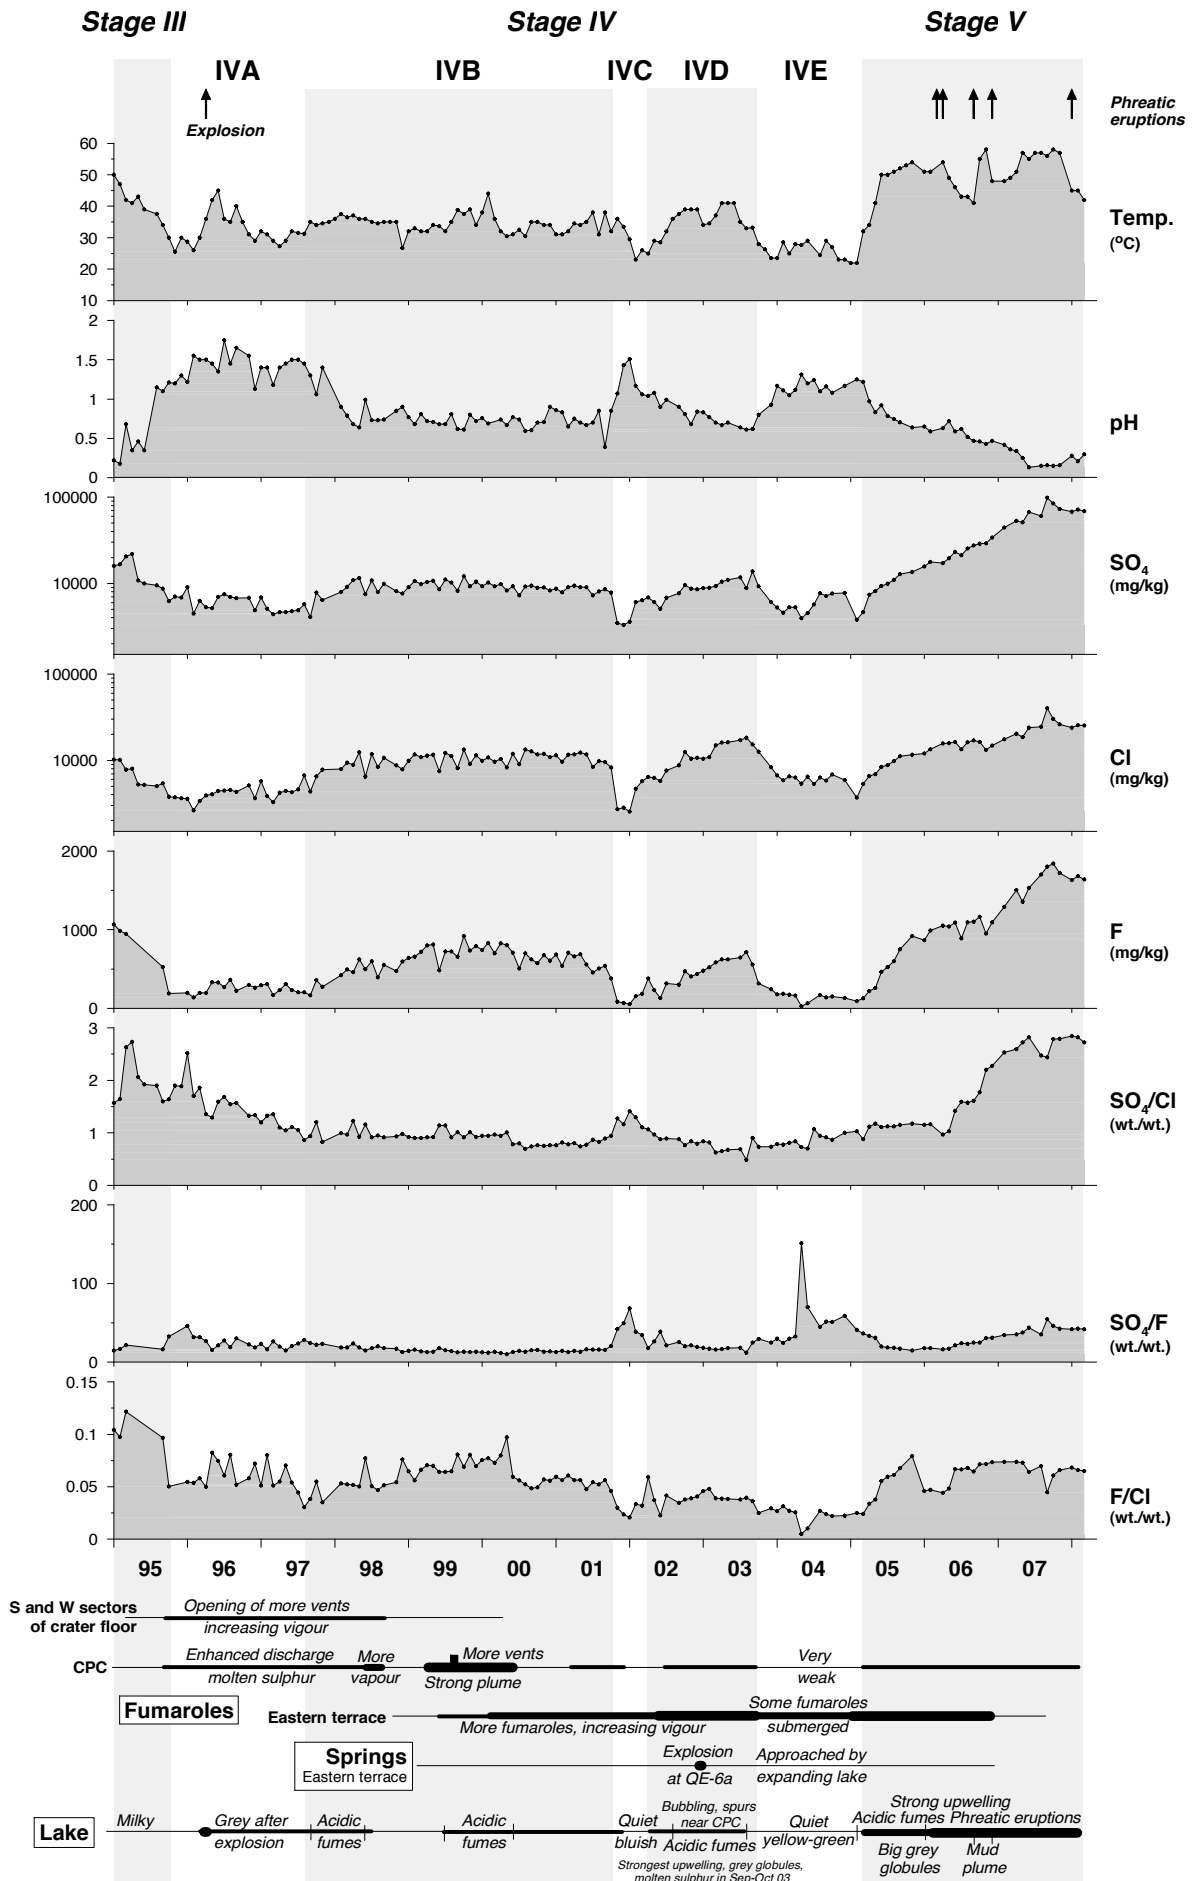 Stage III Stage IV Stage V
IVA IVB IVC IVD IVE
Explosion
Phreatic
eruptions
60
50
40
30
20
10
Temp.
(°C)
2
1.5
1
0.5
0
pH
100000
10000
SO4
(mg/kg)
100000
10000
Cl
(mg/kg)
2000
1000
0
F
(mg/kg)
3
2
1
0
SO4/Cl
(wt./wt.)
200
100
0
SO4/F
(wt./wt.)
0.15
0.1
0.05
0
F/Cl
(wt./wt.)
95 96 97 98 99 00 01 02 03 04 05 06 07
S and W sectors
of crater floor
Opening of more vents
increasing vigour
CPC
Enhanced discharge
molten sulphur
More
vapour
More vents
Strong plume
Very
weak
Fumaroles
Eastern terrace
More fumaroles, increasing vigour
Some fumaroles
submerged
Springs
Eastern terrace
Explosion
at QE-6a
Approached by
expanding lake
Lake
Milky
Grey after
explosion
Acidic
fumes
Acidic
fumes
Quiet
bluish
Bubbling, spurs
near CPC
Acidic fumes
Strongest upwelling, grey globules,
molten sulphur in Sep-Oct 03
Quiet
yellow-green
Strong upwelling
Acidic fumes Phreatic eruptions
Big grey
globules
Mud
plume